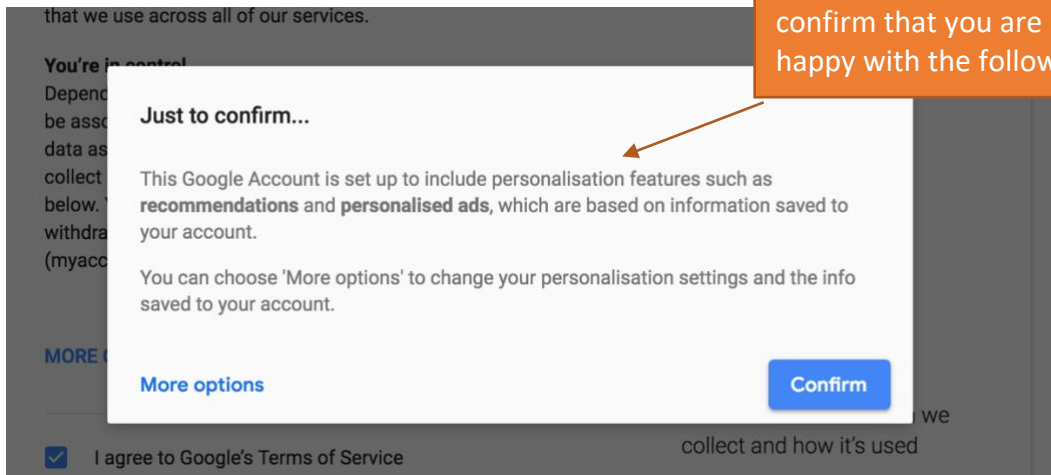 that we use across all of our services.
confirm that you are
happy with the follow
You're in control
Depend
be asso
data as
collect
below.
withdra
(myacc
Just to confirm...
This Google Account is set up to include personalisation features such as
recommendations and personalised ads, which are based on information saved to
your account.
You can choose 'More options' to change your personalisation settings and the info
saved to your account.
MORE
More options
Confirm
we
collect and how it's used
I agree to Google's Terms of Service